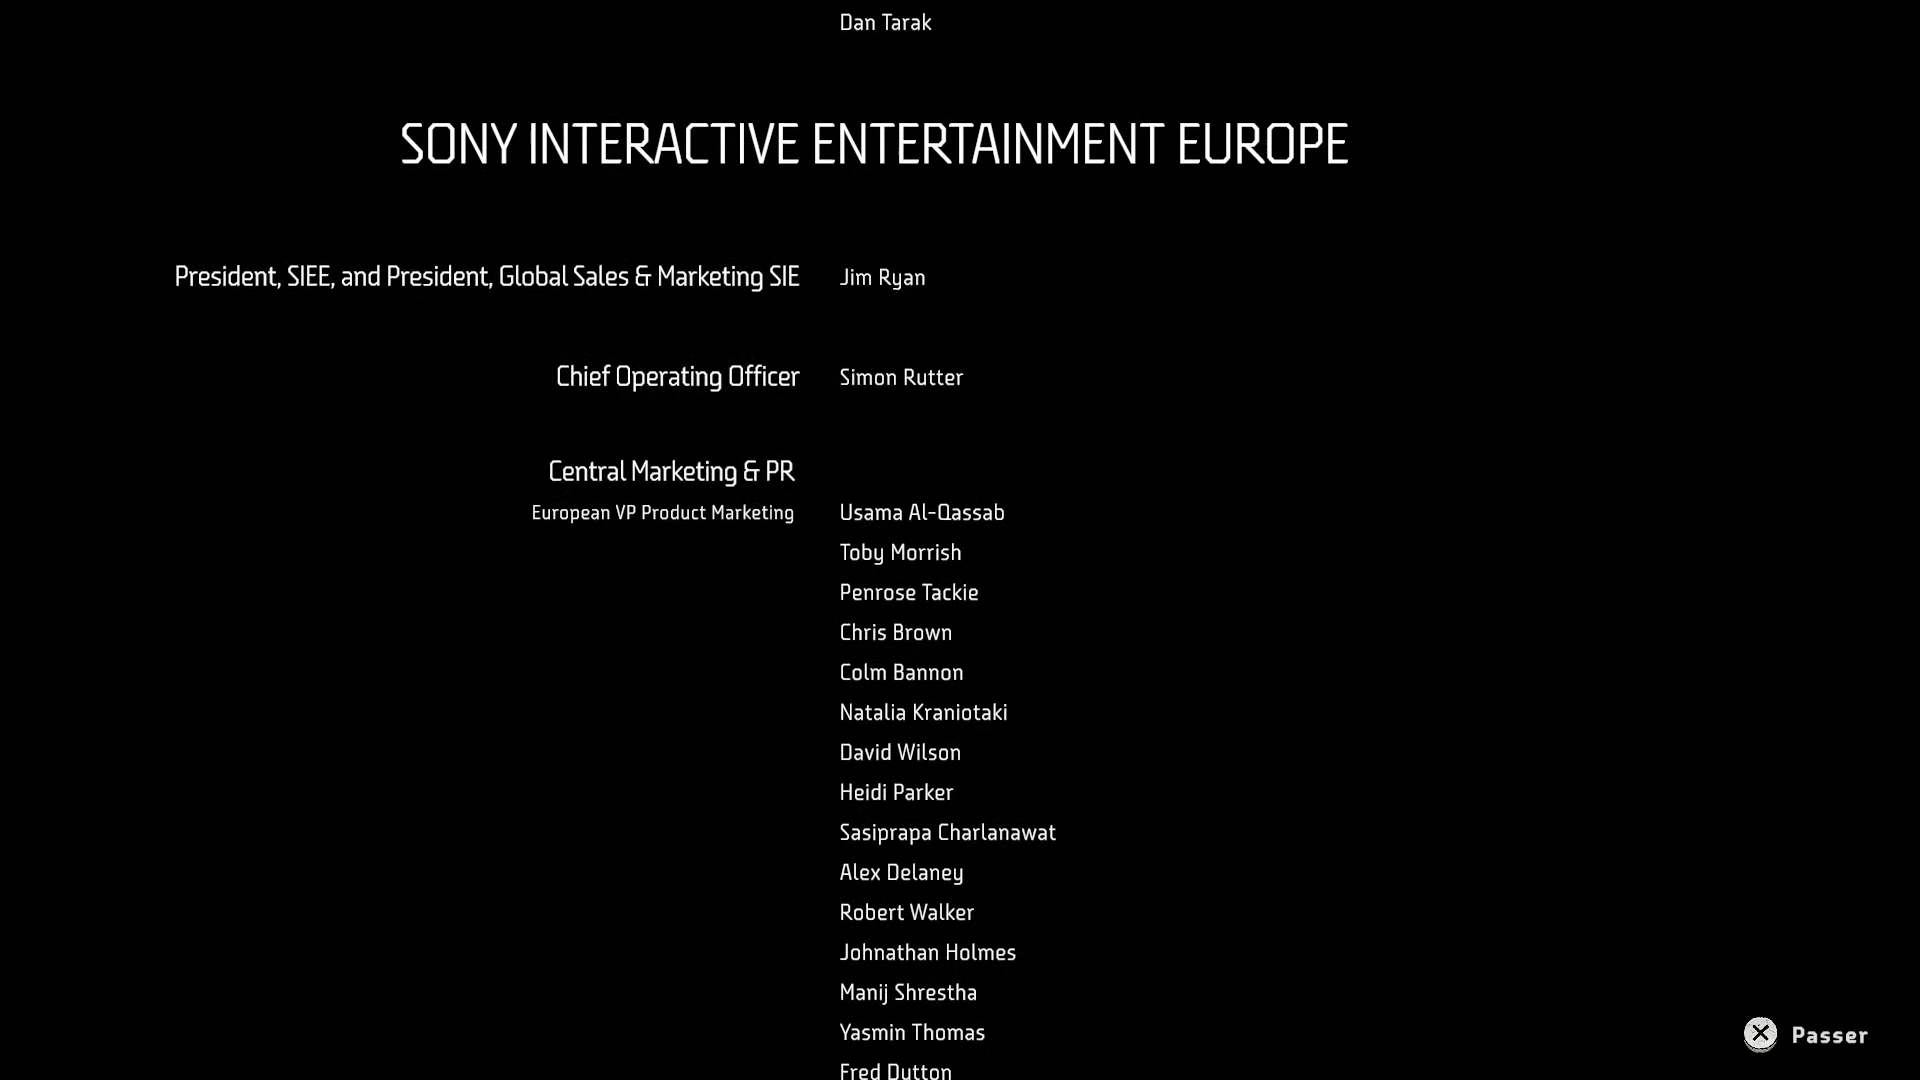 Dan Tarak
SONY INTERACTIVE ENTERTAINMENT EUROPE
President, SIEE, and President, Global Sales & Marketing SIE Jim Ryan
Chief Operating Officer Simon Rutter
Central Marketing & PR
European VP Product Marketing Usama Al-Qassab
Toby Morrish
Penrose Tackie
Chris Brown
Colm Bannon
Natalia Kraniotaki
David Wilson
Heidi Parker
Sasiprapa Charlanawat
Alex Delaney
Robert Walker
Johnathan Holmes
Manij Shrestha
Yasmin Thomas
Fred Dutton
Passer